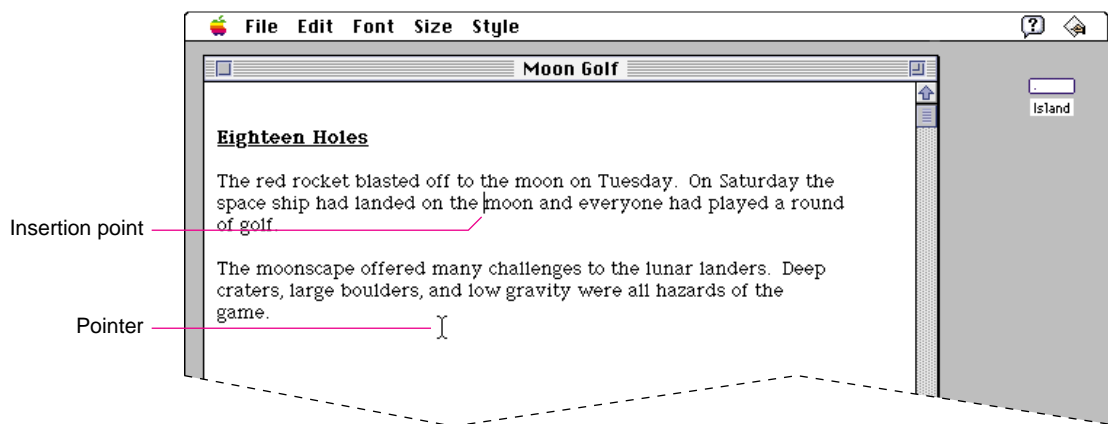 File Edit Font Size Style
Moon Golf
Island
Eighteen Holes
The red rocket blasted off to the moon on Tuesday. On Saturday the
space ship had landed on the moon and everyone had played a round
of golf.
Insertion point
The moonscape offered many challenges to the lunar landers. Deep
craters, large boulders, and low gravity were all hazards of the
game.
Pointer